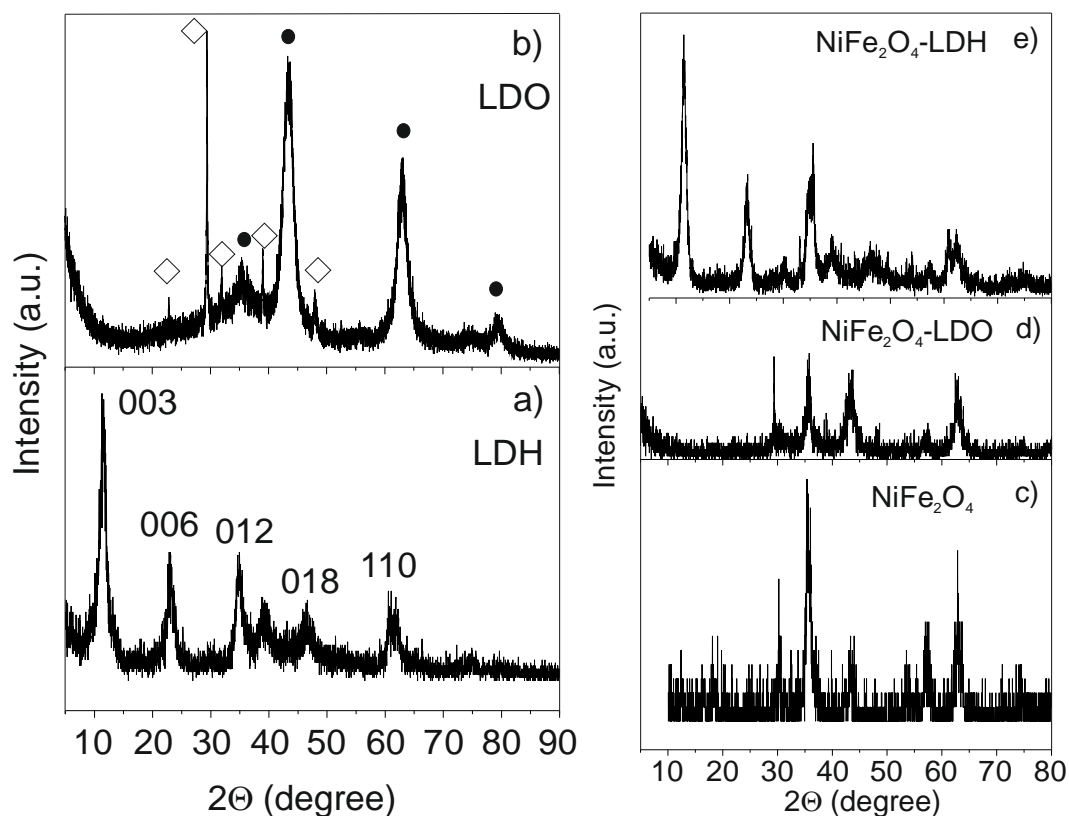 b)
LDO
a)
LDH
003
006
012
018
110
Intensity (a.u.)
10 20 30 40 50 60 70 80 90
2Θ (degree)
NiFe₂O₄-LDH e)
NiFe₂O₄-LDO d)
NiFe₂O₄ c)
Intensity (a.u.)
10 20 30 40 50 60 70 80
2Θ (degree)